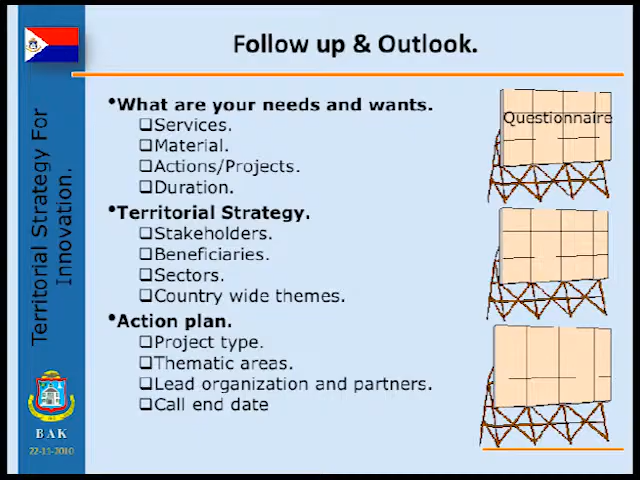 Follow up & Outlook.
•What are your needs and wants.
❑Services.
❑Material.
❑Actions/Projects.
❑Duration.
•Territorial Strategy.
❑Stakeholders.
❑Beneficiaries.
❑Sectors.
❑Country wide themes.
•Action plan.
❑Project type.
❑Thematic areas.
❑Lead organization and partners.
❑Call end date
Questionnaire
Territorial Strategy For
Innovation.
BAK
22-11-2010